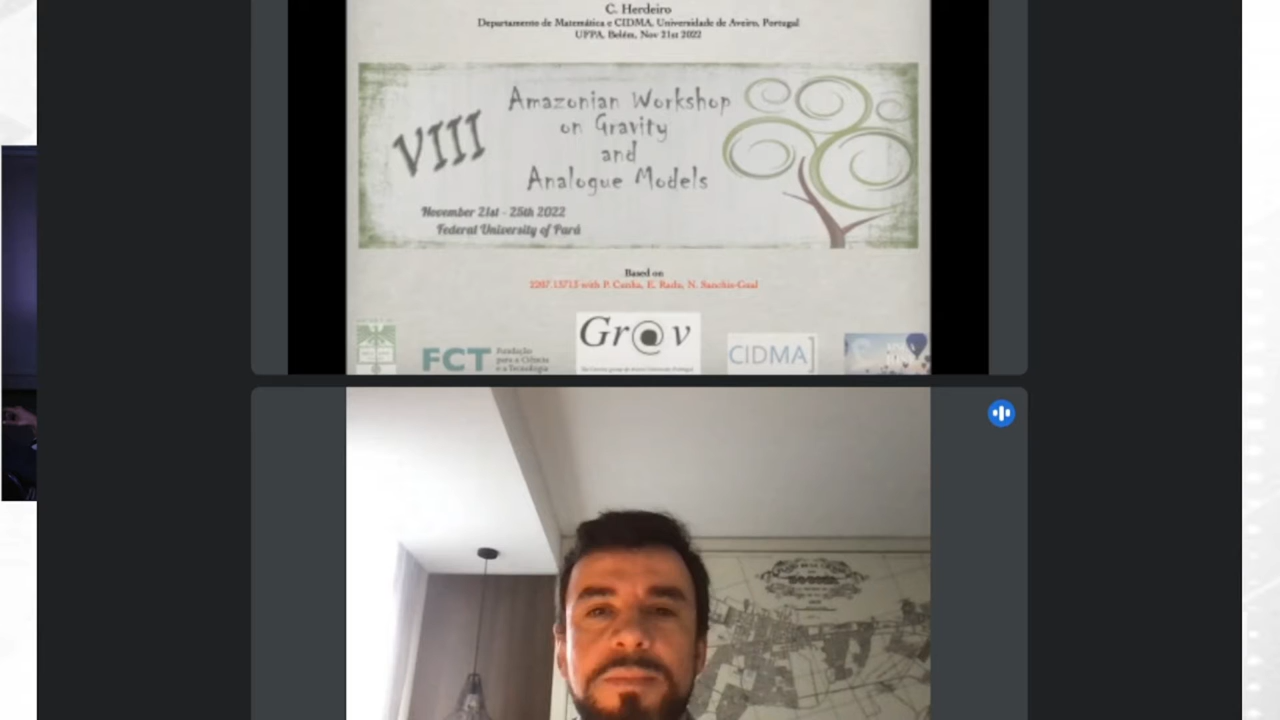 C. Herdeiro
Departamento de Matemática e CIDMA, Universidade de Aveiro, Portugal
UFPA, Belém, Nov 21st 2022
VIII
Amazonian Workshop
on Gravity
and
Analogue Models
November 21st - 25th 2022
Federal University of Pará
Based on
2207.13713 with P. Cunha, E. Radu, N. Sanchis-Gual
Gr@v
FCT
Fundação
para a Ciência
e a Tecnologia
CIDMA